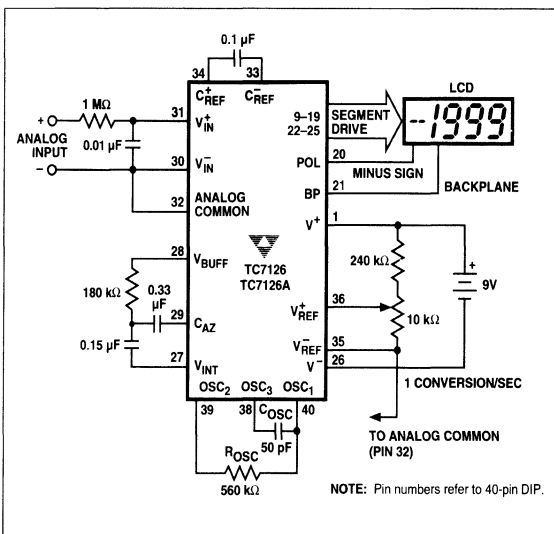 0.1 µF
34 33
C+REF C−REF
LCD
1 MΩ
31
V+IN
9–19
22–25
SEGMENT
DRIVE
-1999
+
ANALOG
INPUT
–
0.01 µF
30
V−IN
POL
20
MINUS SIGN
32
ANALOG
COMMON
BP
21
BACKPLANE
V+
1
TC7126
TC7126A
28
VBUFF
240 kΩ
+
9V
180 kΩ
0.33
µF
29
CAZ
V+REF
36
10 kΩ
0.15 µF
27
VINT
V−REF
35
V−
26
1 CONVERSION/SEC
OSC2 OSC3 OSC1
39 38 COSC 40
50 pF
TO ANALOG COMMON
(PIN 32)
ROSC
560 kΩ
NOTE: Pin numbers refer to 40-pin DIP.